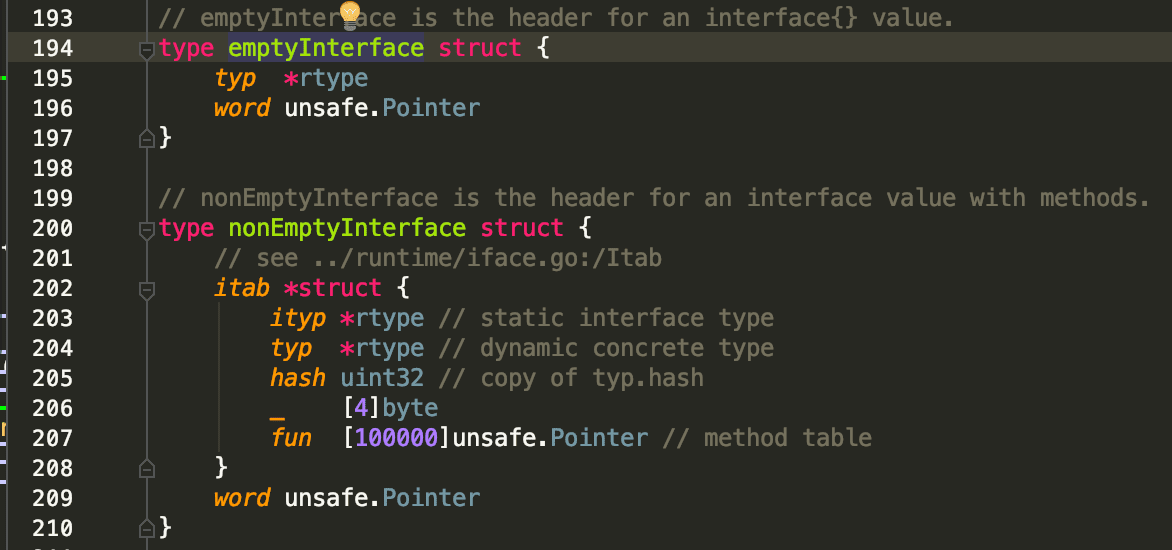 193 // emptyInterface is the header for an interface{} value.
194 type emptyInterface struct {
195 typ *rtype
196 word unsafe.Pointer
197 }
198
199 // nonEmptyInterface is the header for an interface value with methods.
200 type nonEmptyInterface struct {
201 // see ../runtime/iface.go:/Itab
202 itab *struct {
203 ityp *rtype // static interface type
204 typ *rtype // dynamic concrete type
205 hash uint32 // copy of typ.hash
206 _ [4]byte
207 fun [100000]unsafe.Pointer // method table
208 }
209 word unsafe.Pointer
210 }